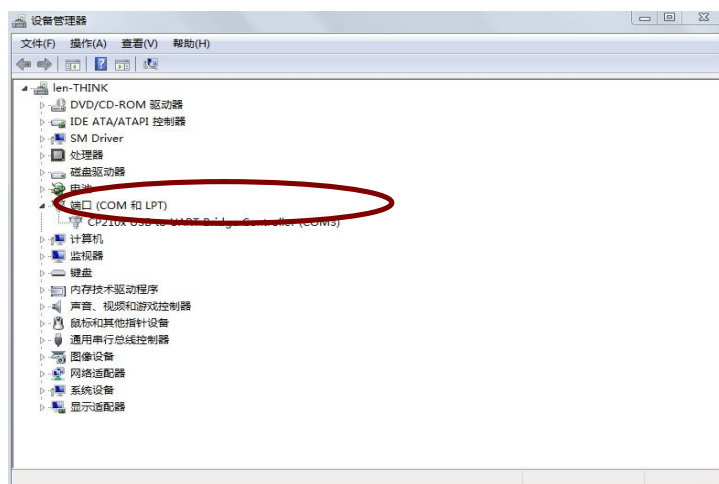 设备管理器
文件(F) 操作(A) 查看(V) 帮助(H)
len-THINK
DVD/CD-ROM 驱动器
IDE ATA/ATAPI 控制器
SM Driver
处理器
磁盘驱动器
电池
端口 (COM 和 LPT)
CP210x USB to UART Bridge Controller (COM3)
计算机
监视器
键盘
内存技术驱动程序
声音、视频和游戏控制器
鼠标和其他指针设备
通用串行总线控制器
图像设备
网络适配器
系统设备
显示适配器